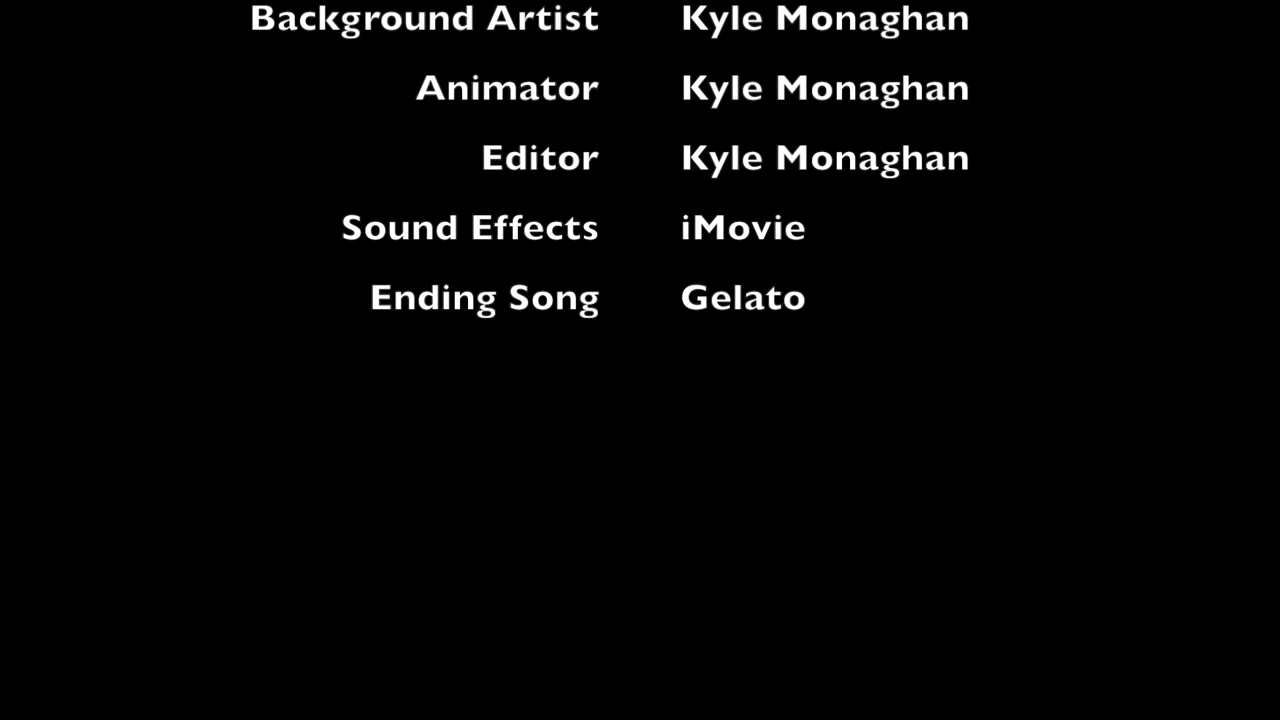 Background Artist Kyle Monaghan
Animator Kyle Monaghan
Editor Kyle Monaghan
Sound Effects iMovie
Ending Song Gelato